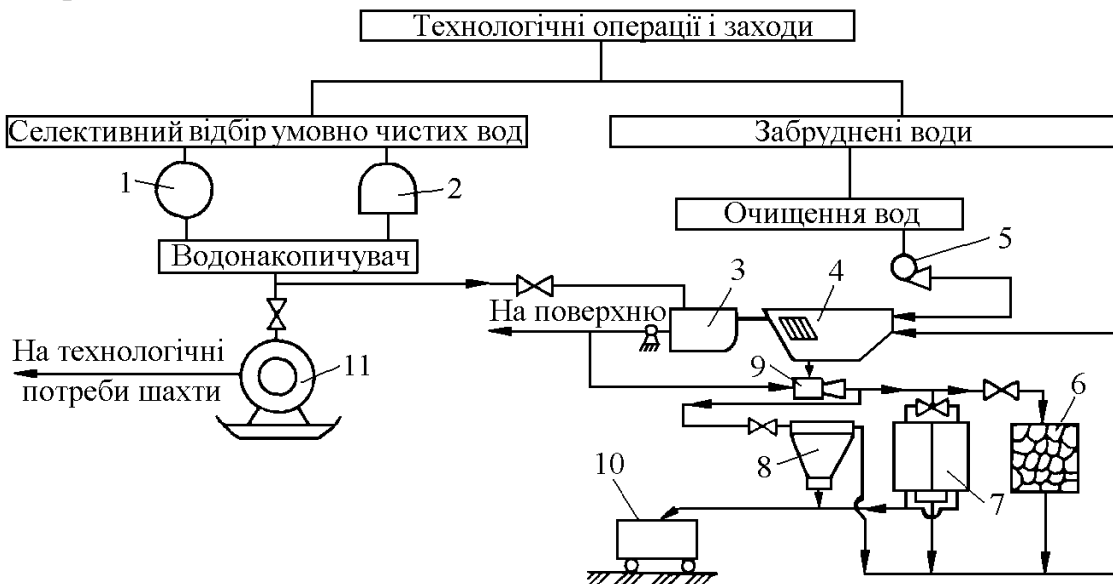 Технологічні операції і заходи
Селективний відбір умовно чистих вод
Забруднені води
1
2
Очищення вод
5
Водонакопичувач
3
4
На поверхню
На технологічні
потреби шахти
11
9
6
8
7
10